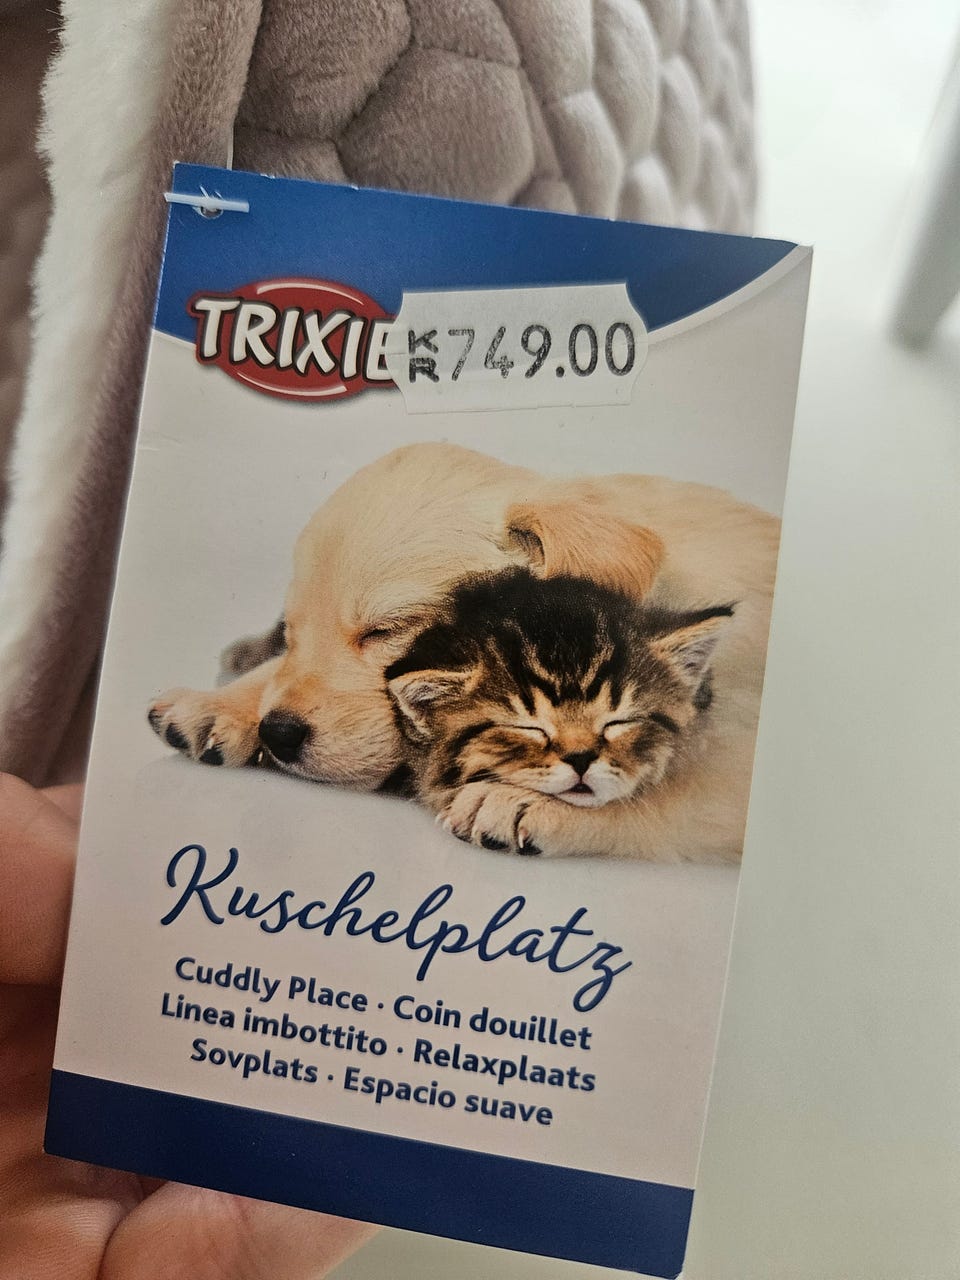 TRIXIE
KR749.00
Kuschelplatz
Cuddly Place · Coin douillet
Linea imbottito · Relaxplaats
Sovplats · Espacio suave